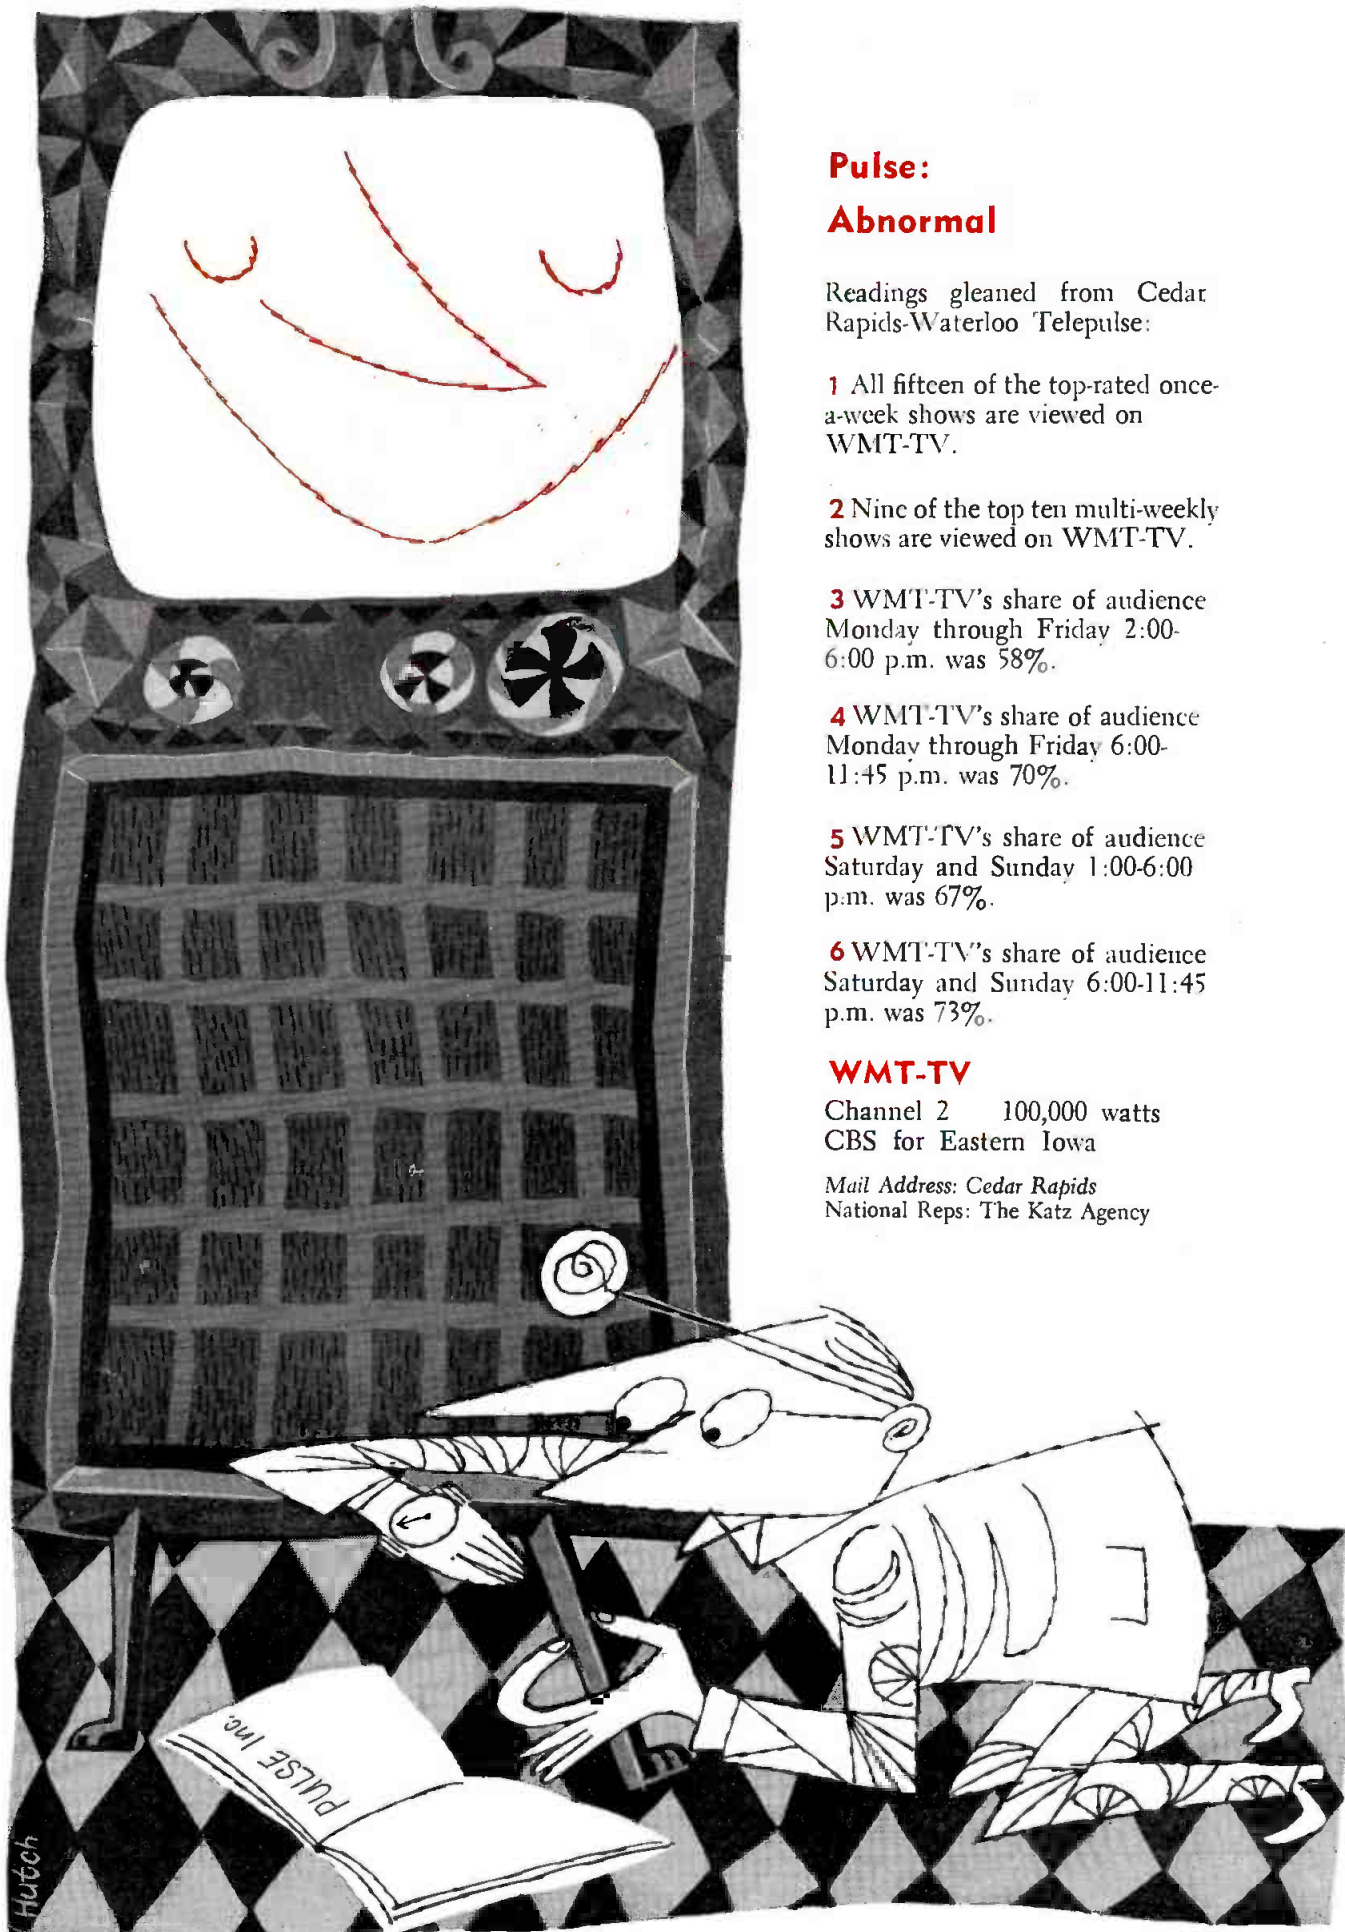 Pulse:
Abnormal
Readings gleaned from Cedar
Rapids-Waterloo Telepulse:
1 All fifteen of the top-rated once-
a-week shows are viewed on
WMT-TV.
2 Nine of the top ten multi-weekly
shows are viewed on WMT-TV.
3 WMT-TV's share of audience
Monday through Friday 2:00-
6:00 p.m. was 58%.
4 WMT-TV's share of audience
Monday through Friday 6:00-
11:45 p.m. was 70%.
5 WMT-TV's share of audience
Saturday and Sunday 1:00-6:00
p.m. was 67%.
6 WMT-TV's share of audience
Saturday and Sunday 6:00-11:45
p.m. was 73%.
WMT-TV
Channel 2 100,000 watts
CBS for Eastern Iowa
Mail Address: Cedar Rapids
National Reps: The Katz Agency
PULSE Inc.
Hutch